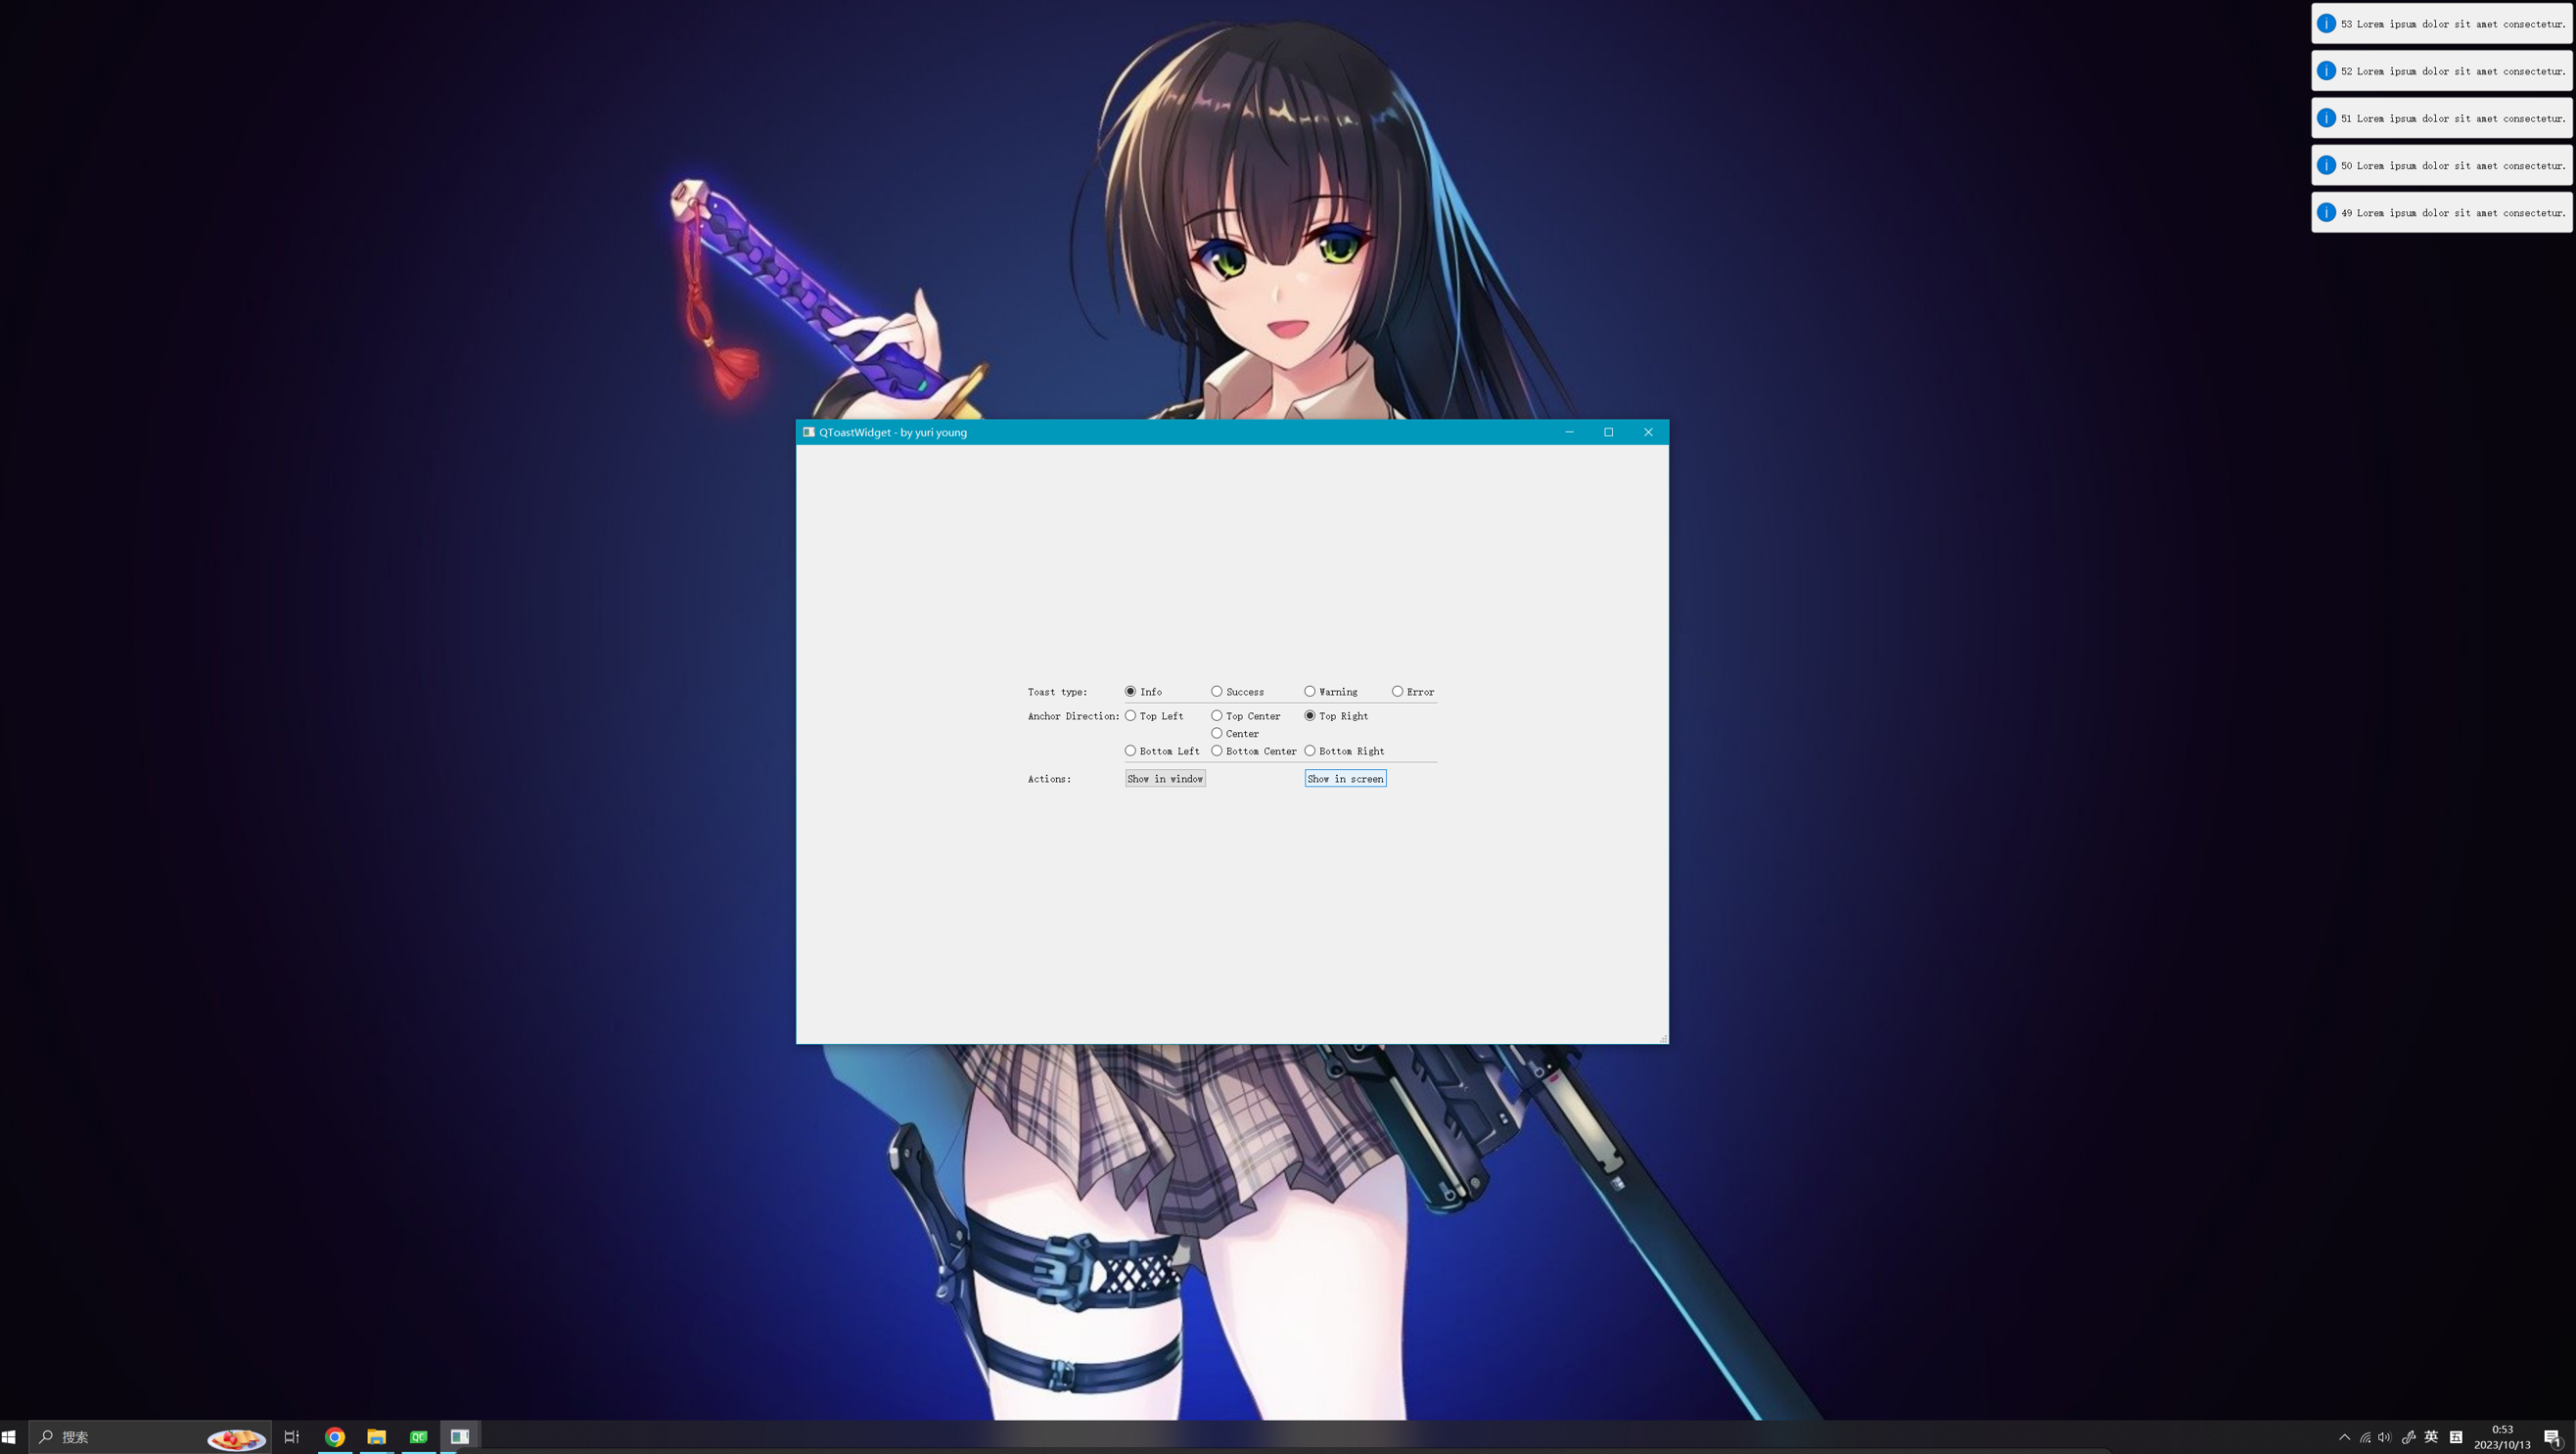 53 Lorem ipsum dolor sit amet consectetur.
52 Lorem ipsum dolor sit amet consectetur.
51 Lorem ipsum dolor sit amet consectetur.
50 Lorem ipsum dolor sit amet consectetur.
49 Lorem ipsum dolor sit amet consectetur.
QToastWidget - by yuri young
Toast type: Info Success Warning Error
Anchor Direction: Top Left Top Center Top Right
Center
Bottom Left Bottom Center Bottom Right
Actions: Show in window Show in screen
搜索
QC
英
五
0:53
2023/10/13
1